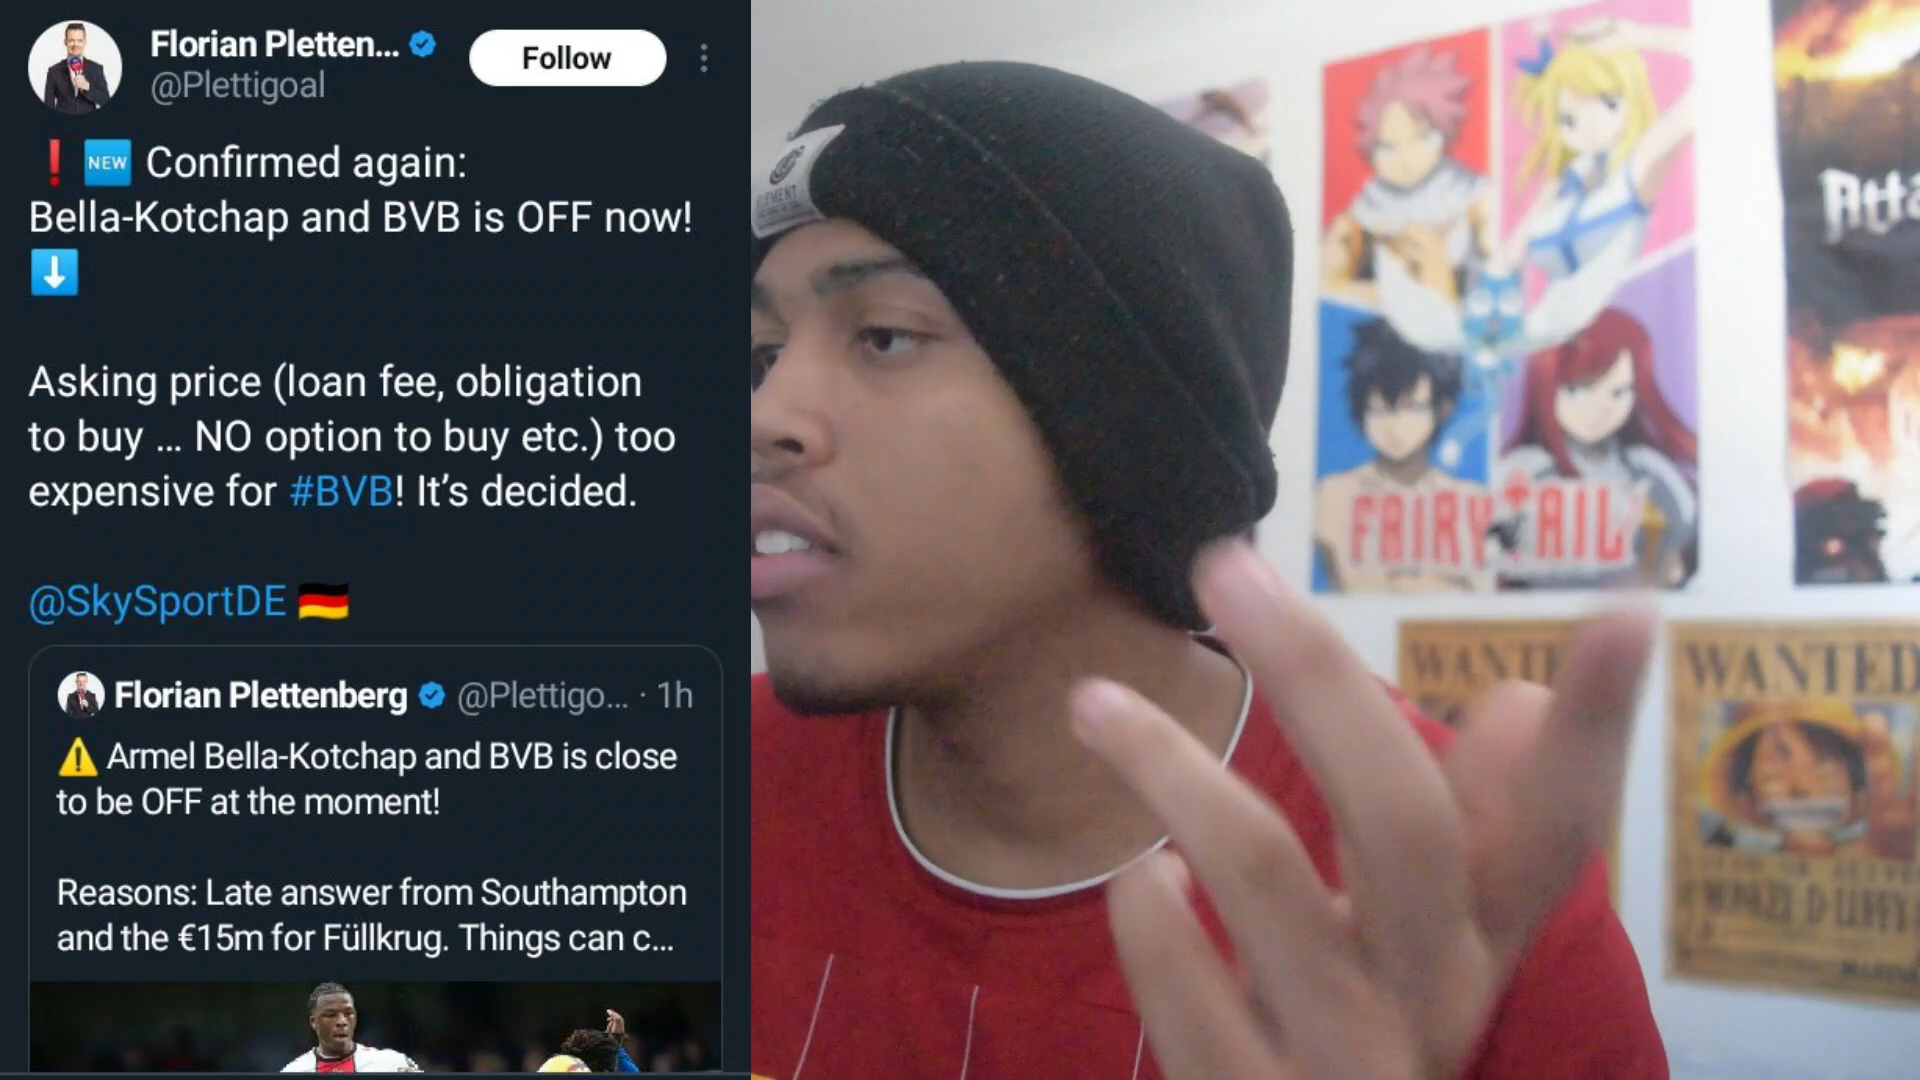 Florian Pletten...
@Plettigoal
Follow
❗🆕 Confirmed again:
Bella-Kotchap and BVB is OFF now!
⬇️
Asking price (loan fee, obligation
to buy ... NO option to buy etc.) too
expensive for #BVB! It’s decided.
@SkySportDE 🇩🇪
Florian Plettenberg @Plettigo... · 1h
⚠️ Armel Bella-Kotchap and BVB is close
to be OFF at the moment!
Reasons: Late answer from Southampton
and the €15m for Füllkrug. Things can c...
ELEMENT
FAIRY TAIL
Atta
WANTE
WANTED